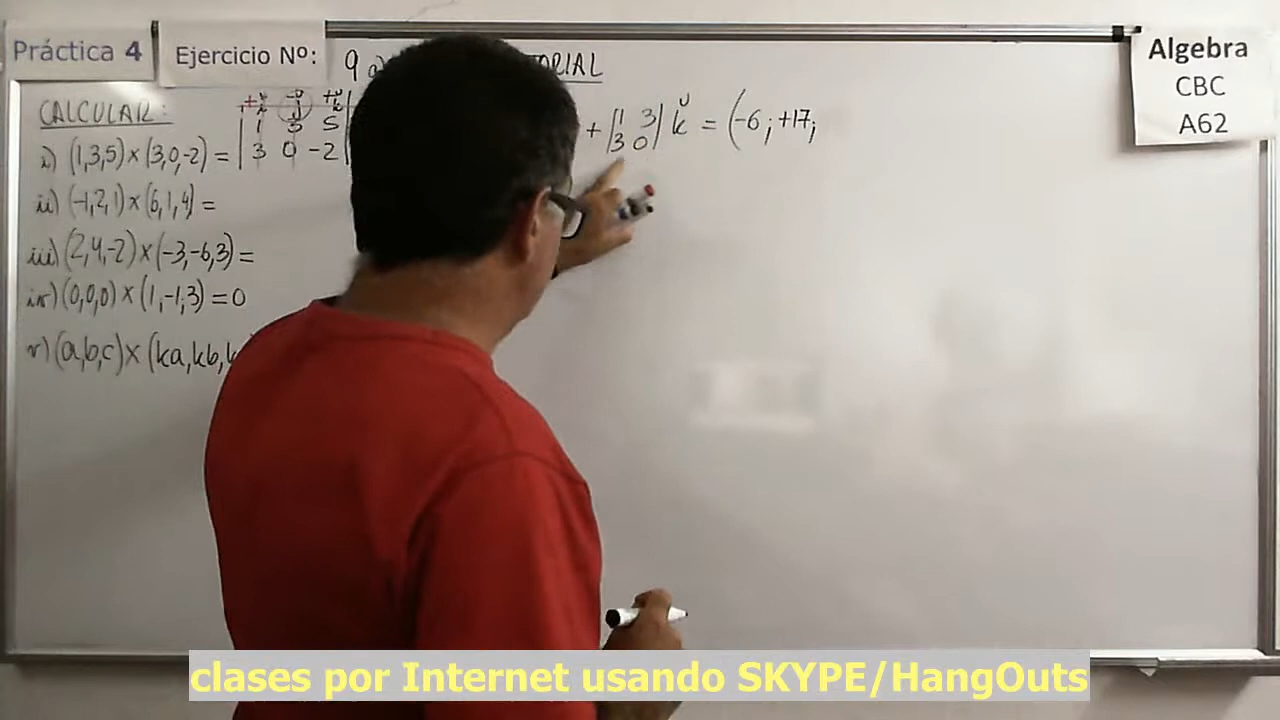 Práctica 4
Ejercicio Nº:
9 a)
TORIAL
Algebra
CBC
A62
CALCULAR:
+i -j +k
i) (1,3,5)×(3,0,-2) = | 1 3 5 |
| 3 0 -2 |
+ |1 3| k = (-6; +17;
|3 0|
ii) (-1,2,1)×(6,1,4) =
iii) (2,4,-2)×(-3,-6,3) =
iv) (0,0,0)×(1,-1,3) = 0
v) (a,b,c)×(ka,kb,k
clases por Internet usando SKYPE/HangOuts